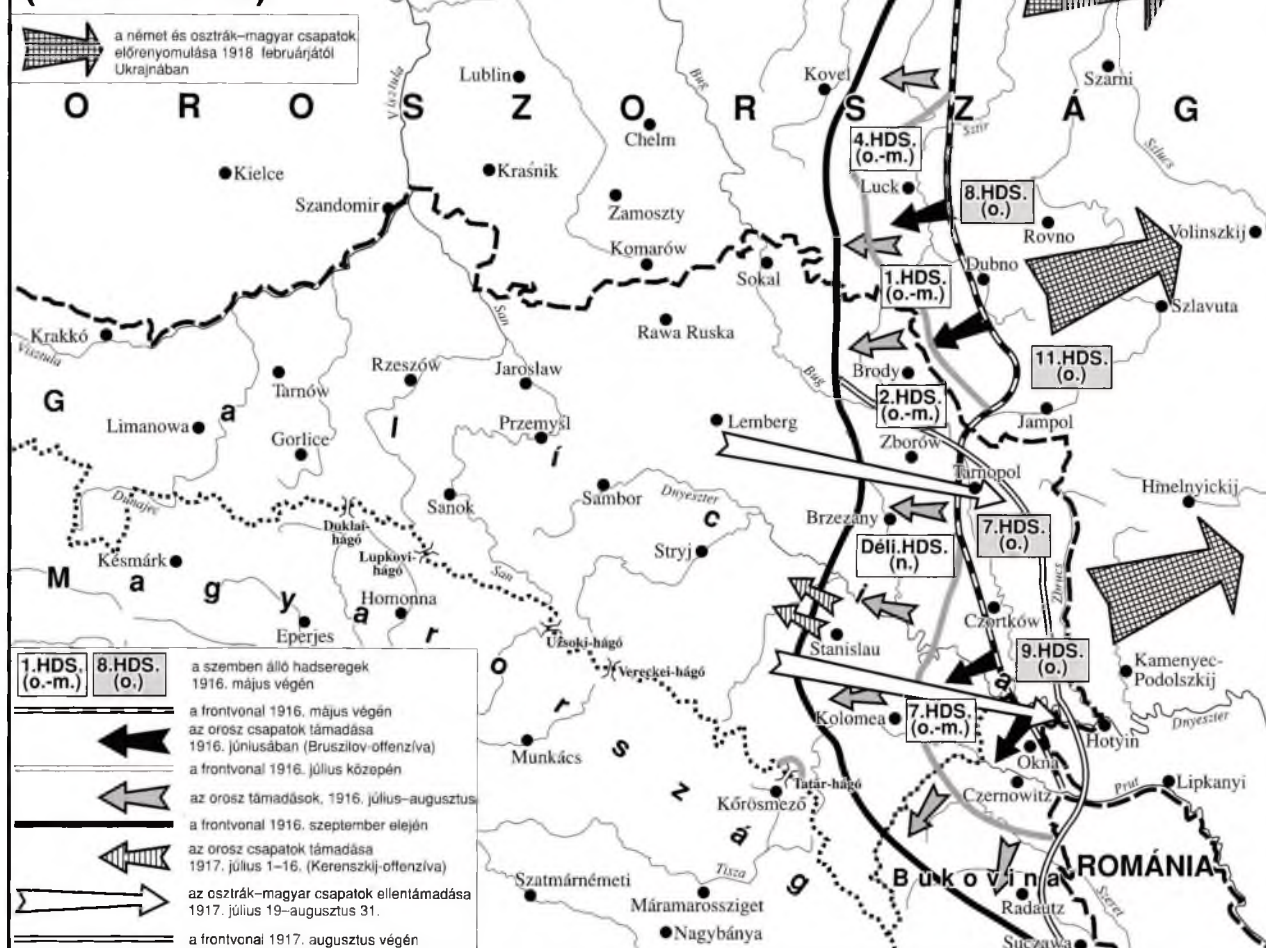 a német és osztrák–magyar csapatok
előrenyomulása 1918 februárjától
Ukrajnában
OROSZORSZÁG
Visztula
Lublin
Bug
Kovel
Szarni
Chelm
4.HDS.
(o.-m.)
Sztir
Szlucs
Kielce
Kraśnik
Luck
8.HDS.
(o.)
Szandomir
Zamoszty
Rovno
Volinszkij
Komarów
Sokal
1.HDS.
(o.-m.)
Dubno
San
Szlavuta
Krakkó
Visztula
Rawa Ruska
Rzeszów
Jaroslaw
Bug
Brody
11.HDS.
(o.)
Tarnów
2.HDS.
(o.-m.)
Galícia
Limanowa
Gorlice
Przemyśl
Lemberg
Zborów
Jampol
Tarnopol
Dunajec
Sanok
Sambor
Dnyeszter
Hmelnyickij
Duklai-
hágó
Brzezány
7.HDS.
(o.)
Lupkovi-
hágó
Stryj
Déli.HDS.
(n.)
Késmárk
San
Zbrucs
Magyarország
Homonna
Czortków
Eperjes
Uzsoki-hágó
Stanislau
9.HDS.
(o.)
Vereckei-hágó
Kamenyec-
Podolszkij
Kolomea
7.HDS.
(o.-m.)
Dnyeszter
Hotyin
Munkács
Okna
Tatár-hágó
Kőrösmező
Czernowitz
Prut
Lipkanyi
Tisza
ROMÁNIA
Bukovina
Szatmárnémeti
Máramarossziget
Radautz
Szeret
Nagybánya
Suczawa
1.HDS.
(o.-m.)
8.HDS.
(o.)
a szemben álló hadseregek
1916. május végén
a frontvonal 1916. május végén
az orosz csapatok támadása
1916. júniusában (Bruszilov-offenzíva)
a frontvonal 1916. július közepén
az orosz támadások, 1916. július–augusztus
a frontvonal 1916. szeptember elején
az orosz csapatok támadása
1917. július 1–16. (Kerenszkij-offenzíva)
az osztrák–magyar csapatok ellentámadása
1917. július 19–augusztus 31.
a frontvonal 1917. augusztus végén